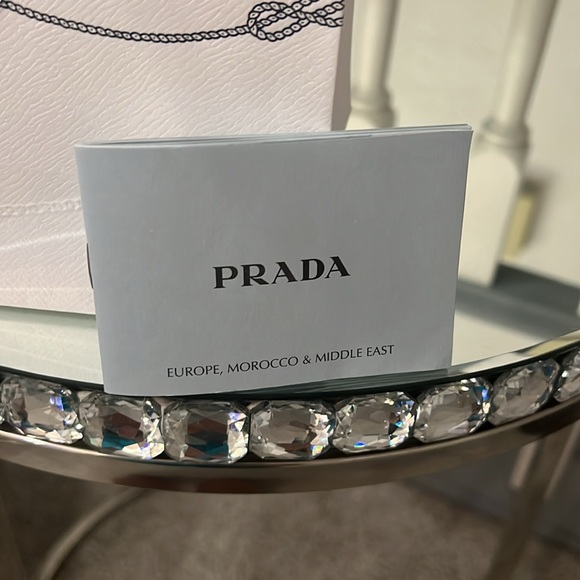 PRADA
EUROPE, MOROCCO & MIDDLE EAST